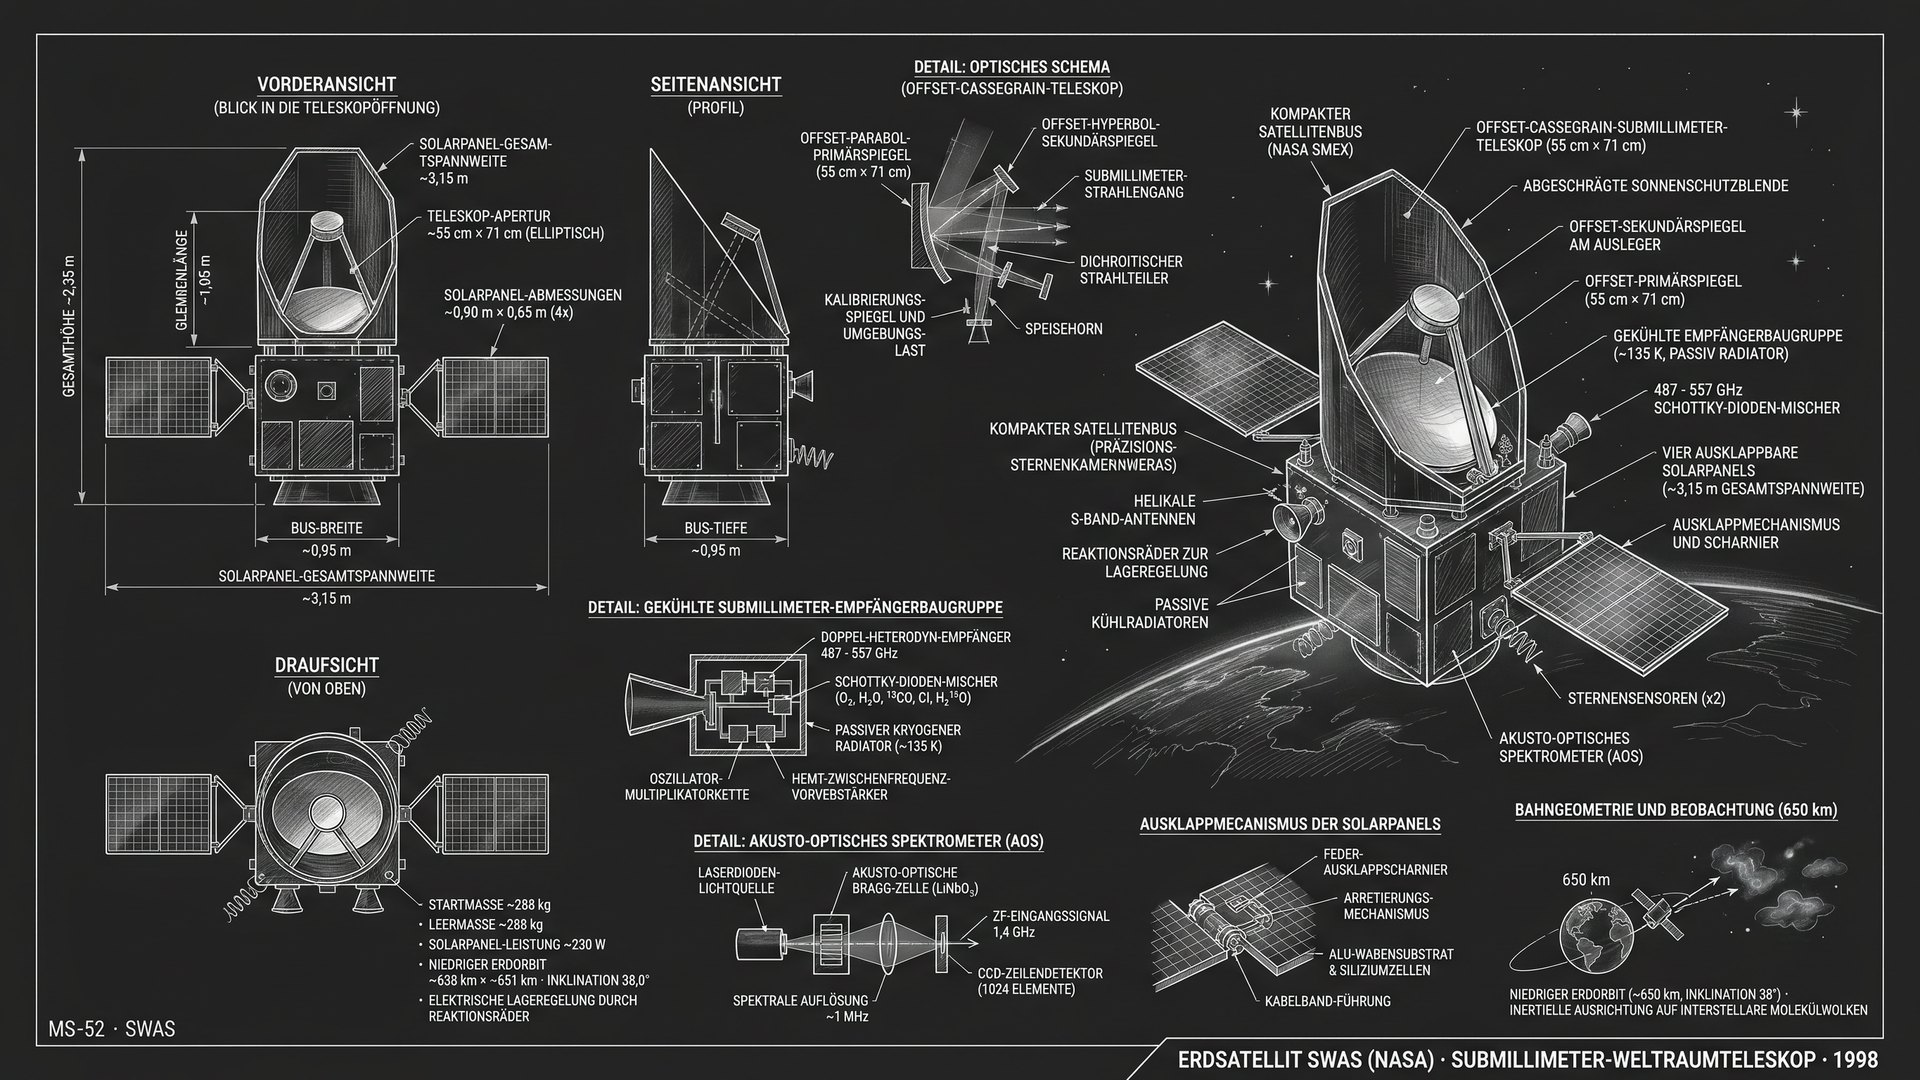 VORDERANSICHT
(BLICK IN DIE TELESKOPÖFFNUNG)
SOLARPANEL-GESAM-
TSPANNWEITE
~3,15 m
TELESKOP-APERTUR
~55 cm × 71 cm (ELLIPTISCH)
SOLARPANEL-ABMESSUNGEN
~0,90 m × 0,65 m (4x)
GESAMTHÖHE ~2,35 m
GLEMRENLÄNGE
~1,05 m
BUS-BREITE
~0,95 m
SOLARPANEL-GESAMTSPANNWEITE
~3,15 m
SEITENANSICHT
(PROFIL)
BUS-TIEFE
~0,95 m
DETAIL: OPTISCHES SCHEMA
(OFFSET-CASSEGRAIN-TELESKOP)
OFFSET-PARABOL-
PRIMÄRSPIEGEL
(55 cm × 71 cm)
OFFSET-HYPERBOL-
SEKUNDÄRSPIEGEL
SUBMILLIMETER-
STRAHLENGANG
DICHROITISCHER
STRAHLTEILER
KALIBRIERUNGS-
SPIEGEL UND
UMGEBUNGS-
LAST
SPEISEHORN
KOMPAKTER
SATELLITENBUS
(NASA SMEX)
OFFSET-CASSEGRAIN-SUBMILLIMETER-
TELESKOP (55 cm × 71 cm)
ABGESCHRÄGTE SONNENSCHUTZBLENDE
OFFSET-SEKUNDÄRSPIEGEL
AM AUSLEGER
OFFSET-PRIMÄRSPIEGEL
(55 cm × 71 cm)
GEKÜHLTE EMPFÄNGERBAUGRUPPE
(~135 K, PASSIV RADIATOR)
487 - 557 GHz
SCHOTTKY-DIODEN-MISCHER
VIER AUSKLAPPBARE
SOLARPANELS
(~3,15 m GESAMTSPANNWEITE)
AUSKLAPPMECHANISMUS
UND SCHARNIER
KOMPAKTER SATELLITENBUS
(PRÄZISIONS-
STERNENKAMERNWERAS)
HELIKALE
S-BAND-ANTENNEN
REAKTIONSRÄDER ZUR
LAGEREGELUNG
PASSIVE
KÜHLRADIATOREN
STERNENSENSOREN (x2)
AKUSTO-OPTISCHES
SPEKTROMETER (AOS)
DETAIL: GEKÜHLTE SUBMILLIMETER-EMPFÄNGERBAUGRUPPE
DOPPEL-HETERODYN-EMPFÄNGER
487 - 557 GHz
SCHOTTKY-DIODEN-MISCHER
(O₂, H₂O, ¹³CO, CI, H₂¹⁸O)
PASSIVER KRYOGENER
RADIATOR (~135 K)
OSZILLATOR-
MULTIPLIKATORKETTE
HEMT-ZWISCHENFREQUENZ-
VORVEBSTÄRKER
DRAUFSICHT
(VON OBEN)
• STARTMASSE ~288 kg
• LEERMASSE ~288 kg
• SOLARPANEL-LEISTUNG ~230 W
• NIEDRIGER ERDORBIT
~638 km × ~651 km · INKLINATION 38,0°
• ELEKTRISCHE LAGEREGELUNG DURCH
REAKTIONSRÄDER
DETAIL: AKUSTO-OPTISCHES SPEKTROMETER (AOS)
LASERDIODEN-
LICHTQUELLE
AKUSTO-OPTISCHE
BRAGG-ZELLE (LiNbO₃)
ZF-EINGANGSSIGNAL
1,4 GHz
CCD-ZEILENDETEKTOR
(1024 ELEMENTE)
SPEKTRALE AUFLÖSUNG
~1 MHz
AUSKLAPPMECANISMUS DER SOLARPANELS
FEDER-
AUSKLAPPSCHARNIER
ARRETIERUNGS-
MECHANISMUS
ALU-WABENSUBSTRAT
& SILIZIUMZELLEN
KABELBAND-FÜHRUNG
BAHNGEOMETRIE UND BEOBACHTUNG (650 km)
650 km
NIEDRIGER ERDORBIT (~650 km, INKLINATION 38°) ·
INERTIELLE AUSRICHTUNG AUF INTERSTELLARE MOLEKÜLWOLKEN
MS-52 · SWAS
ERDSATELLIT SWAS (NASA) · SUBMILLIMETER-WELTRAUMTELESKOP · 1998